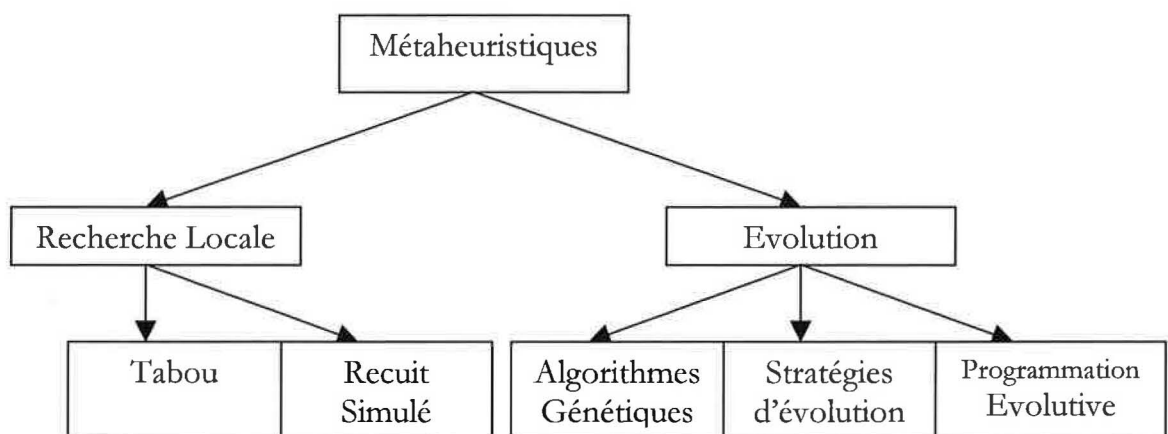 Métaheuristiques
Recherche Locale
Evolution
Tabou
Recuit
Simulé
Algorithmes
Génétiques
Stratégies
d'évolution
Programmation
Evolutive